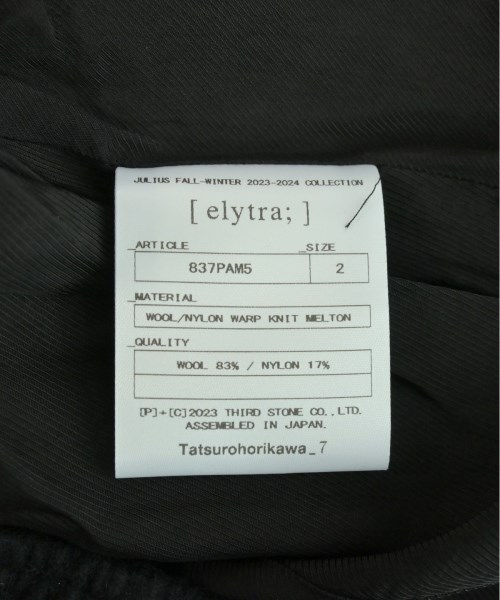 JULIUS FALL-WINTER 2023-2024 COLLECTION
[ elytra; ]
_ARTICLE _SIZE
837PAM5 2
_MATERIAL
WOOL/NYLON WARP KNIT MELTON
_QUALITY
WOOL 83% / NYLON 17%
[P]+[C]2023 THIRD STONE CO.,LTD.
ASSEMBLED IN JAPAN.
Tatsurohorikawa_7